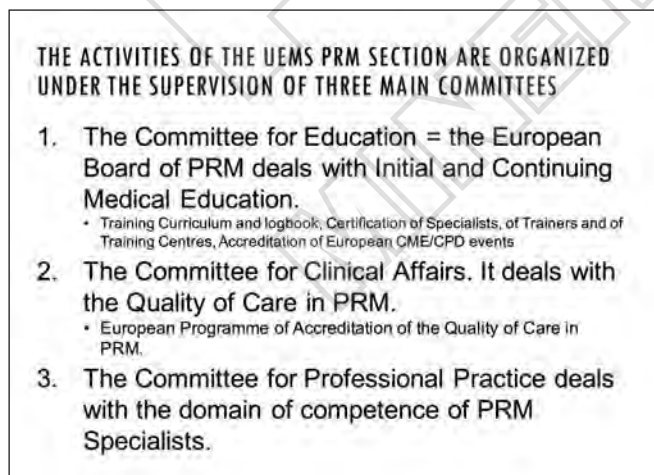 THE ACTIVITIES OF THE UEMS PRM SECTION ARE ORGANIZED
UNDER THE SUPERVISION OF THREE MAIN COMMITTEES
1. The Committee for Education = the European
Board of PRM deals with Initial and Continuing
Medical Education.
• Training Curriculum and logbook, Certification of Specialists, of Trainers and of
Training Centres, Accreditation of European CME/CPD events
2. The Committee for Clinical Affairs. It deals with
the Quality of Care in PRM.
• European Programme of Accreditation of the Quality of Care in
PRM.
3. The Committee for Professional Practice deals
with the domain of competence of PRM
Specialists.